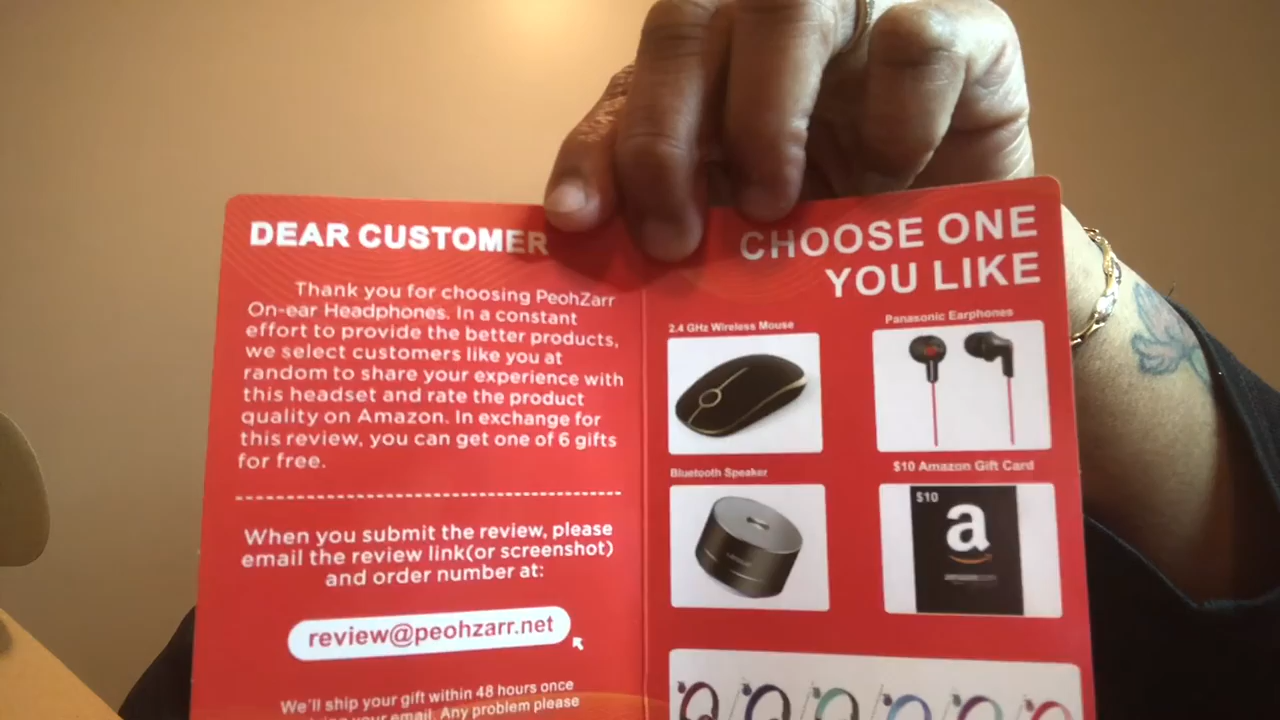 DEAR CUSTOMER
Thank you for choosing PeohZarr
On-ear Headphones. In a constant
effort to provide the better products,
we select customers like you at
random to share your experience with
this headset and rate the product
quality on Amazon. In exchange for
this review, you can get one of 6 gifts
for free.
When you submit the review, please
email the review link(or screenshot)
and order number at:
review@peohzarr.net
We'll ship your gift within 48 hours once
your email. Any problem please
CHOOSE ONE
YOU LIKE
2.4 GHz Wireless Mouse
Panasonic Earphones
Bluetooth Speaker
$10 Amazon Gift Card
$10
a
amazon.com